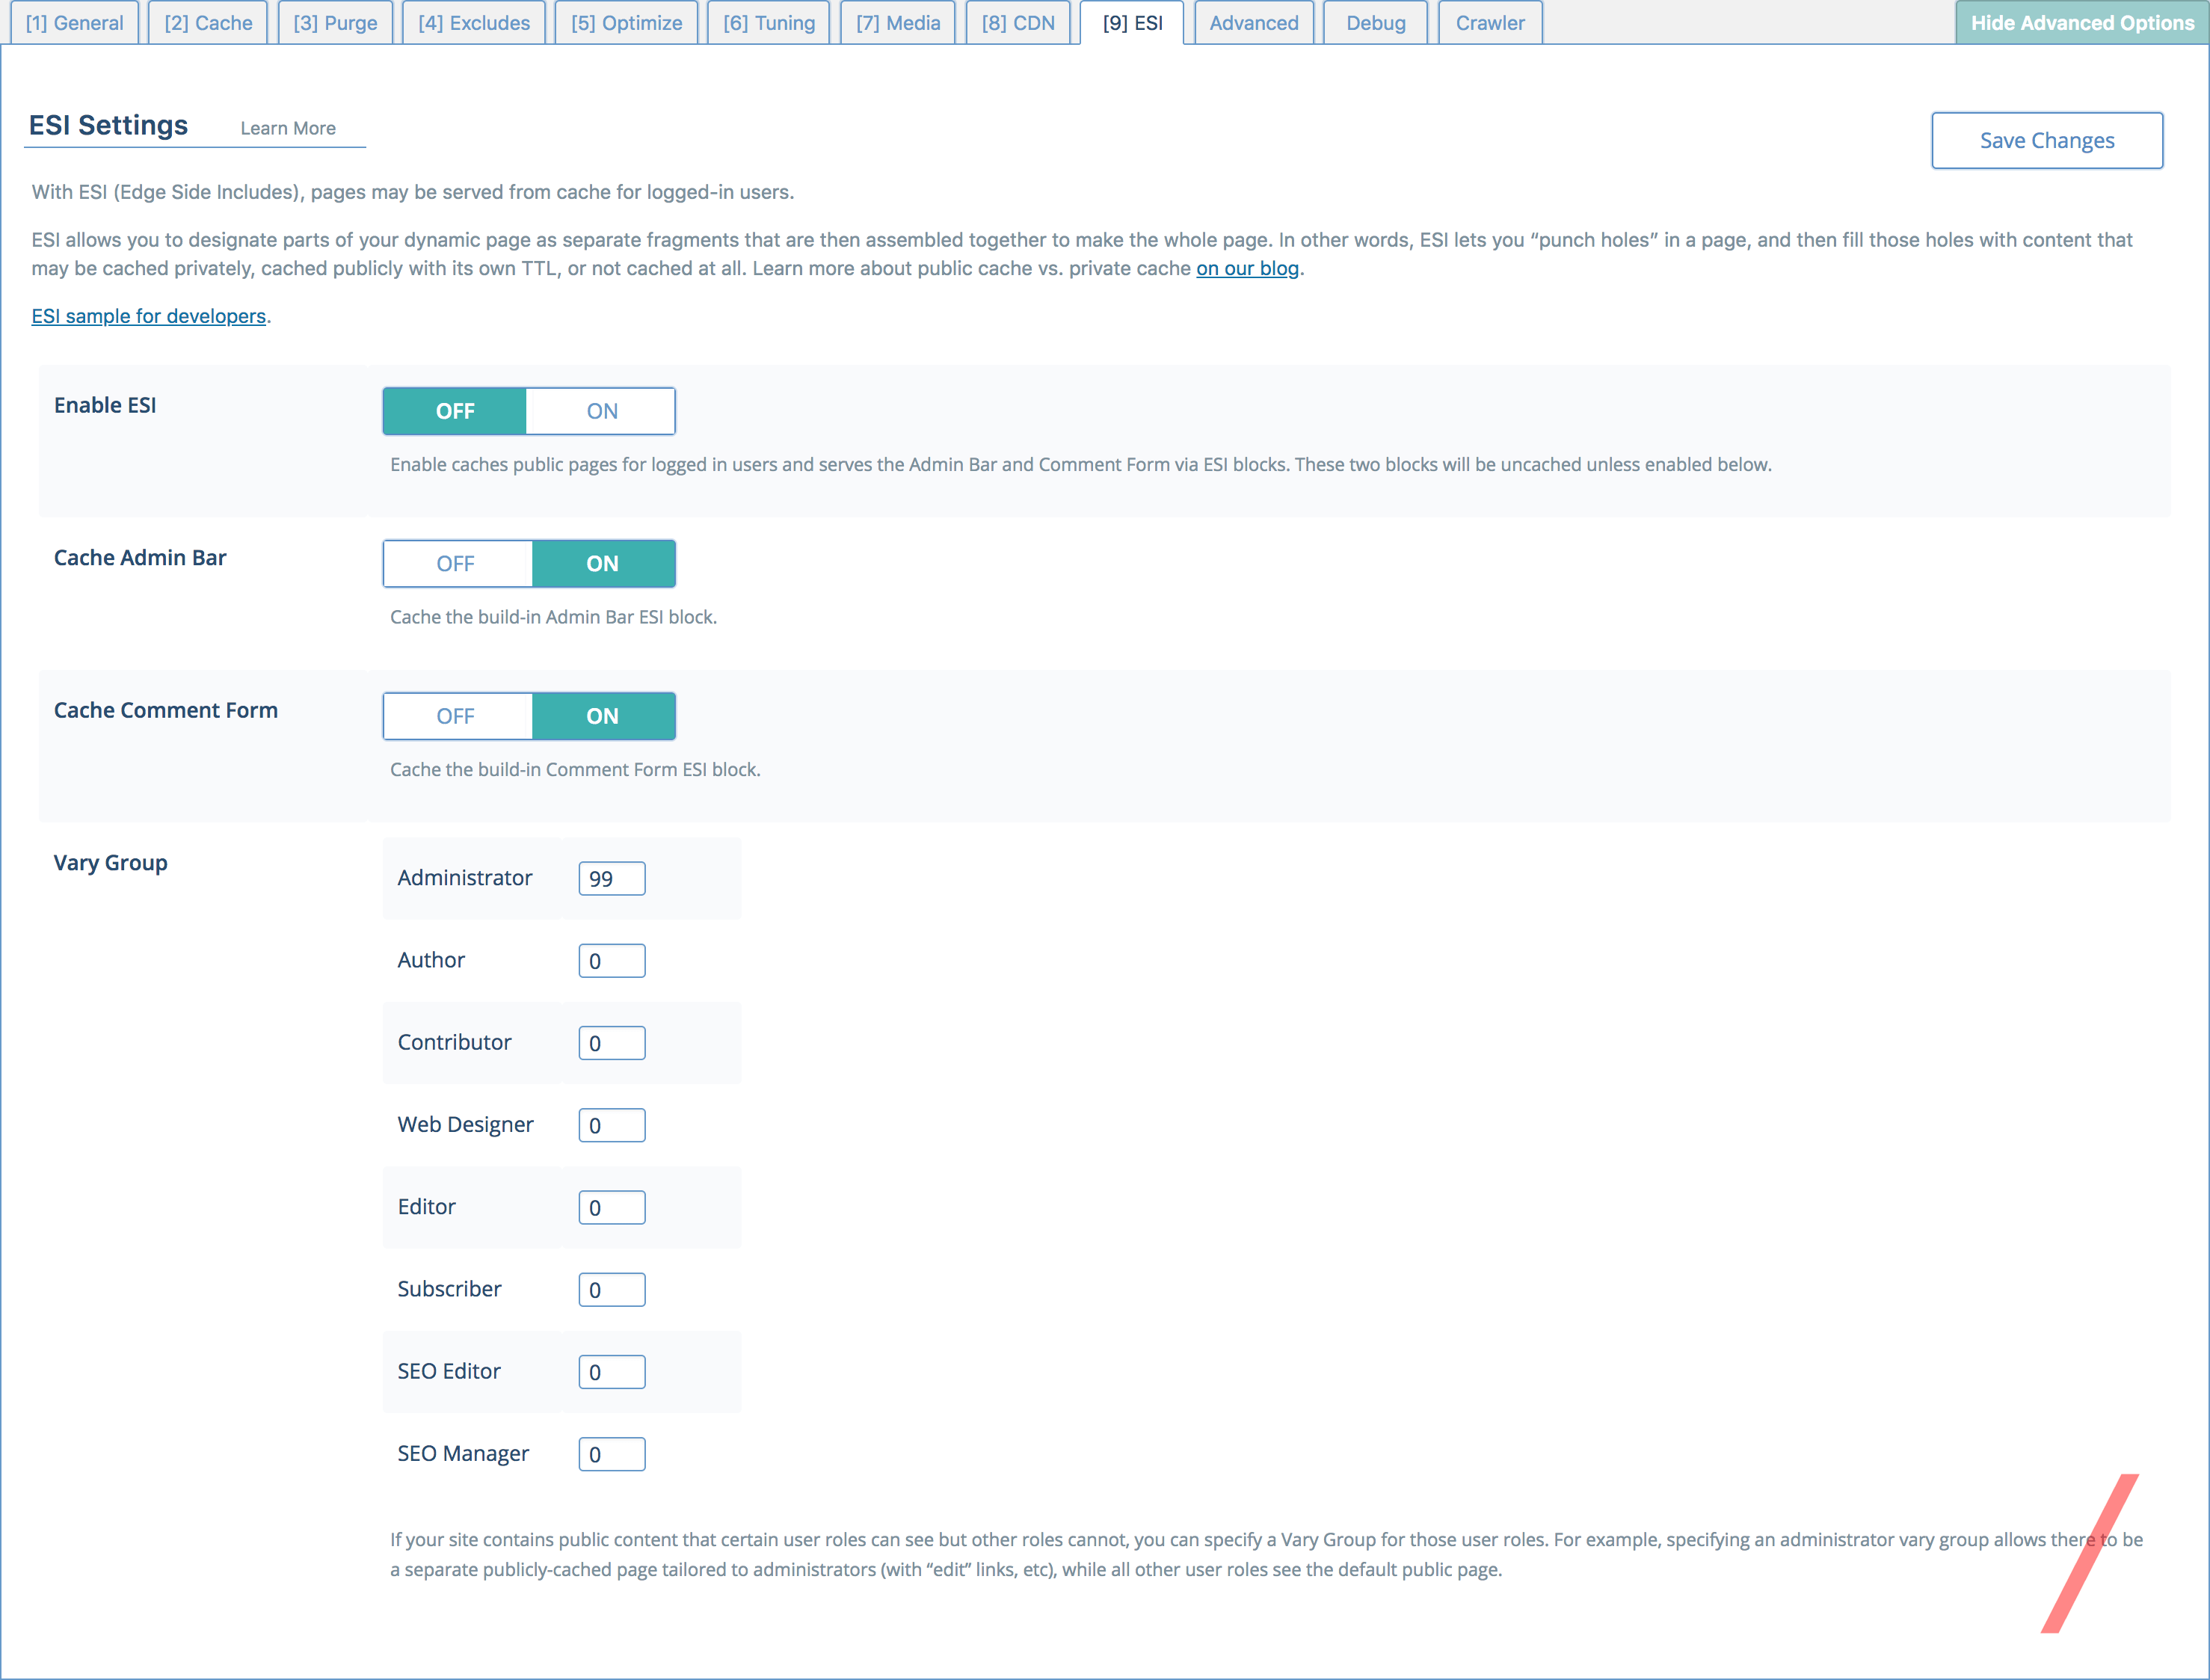 [1] General [2] Cache [3] Purge [4] Excludes [5] Optimize [6] Tuning [7] Media [8] CDN [9] ESI Advanced Debug Crawler Hide Advanced Options
ESI Settings Learn More
Save Changes
With ESI (Edge Side Includes), pages may be served from cache for logged-in users.
ESI allows you to designate parts of your dynamic page as separate fragments that are then assembled together to make the whole page. In other words, ESI lets you “punch holes” in a page, and then fill those holes with content that
may be cached privately, cached publicly with its own TTL, or not cached at all. Learn more about public cache vs. private cache on our blog.
ESI sample for developers.
Enable ESI OFF ON
Enable caches public pages for logged in users and serves the Admin Bar and Comment Form via ESI blocks. These two blocks will be uncached unless enabled below.
Cache Admin Bar OFF ON
Cache the build-in Admin Bar ESI block.
Cache Comment Form OFF ON
Cache the build-in Comment Form ESI block.
Vary Group
Administrator 99
Author 0
Contributor 0
Web Designer 0
Editor 0
Subscriber 0
SEO Editor 0
SEO Manager 0
If your site contains public content that certain user roles can see but other roles cannot, you can specify a Vary Group for those user roles. For example, specifying an administrator vary group allows there to be
a separate publicly-cached page tailored to administrators (with “edit” links, etc), while all other user roles see the default public page.